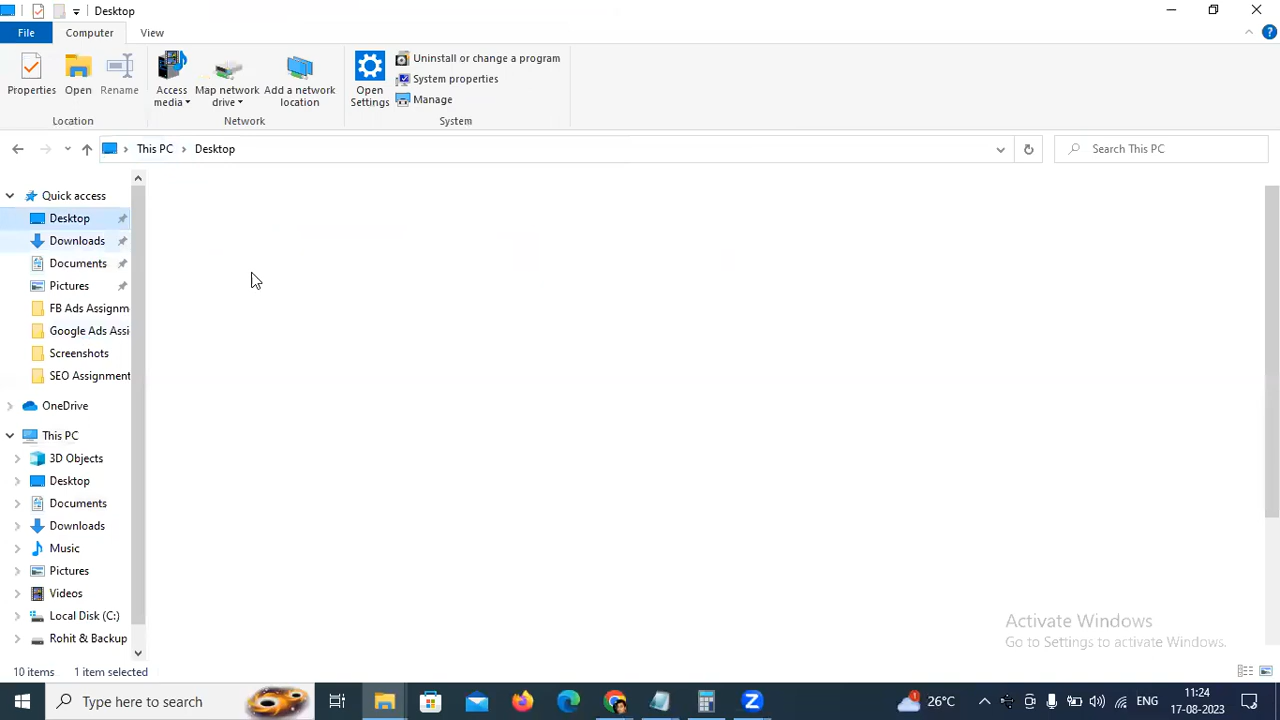 Desktop
File
Computer
View
Properties
Open
Rename
Access media
Map network drive
Add a network location
Open Settings
Uninstall or change a program
System properties
Manage
Location
Network
System
This PC
Desktop
Search This PC
Quick access
Desktop
Downloads
Documents
Pictures
FB Ads Assignm
Google Ads Assi
Screenshots
SEO Assignment
OneDrive
This PC
3D Objects
Desktop
Documents
Downloads
Music
Pictures
Videos
Local Disk (C:)
Rohit & Backup
Activate Windows
Go to Settings to activate Windows.
10 items
1 item selected
Type here to search
26°C
ENG
11:24
17-08-2023